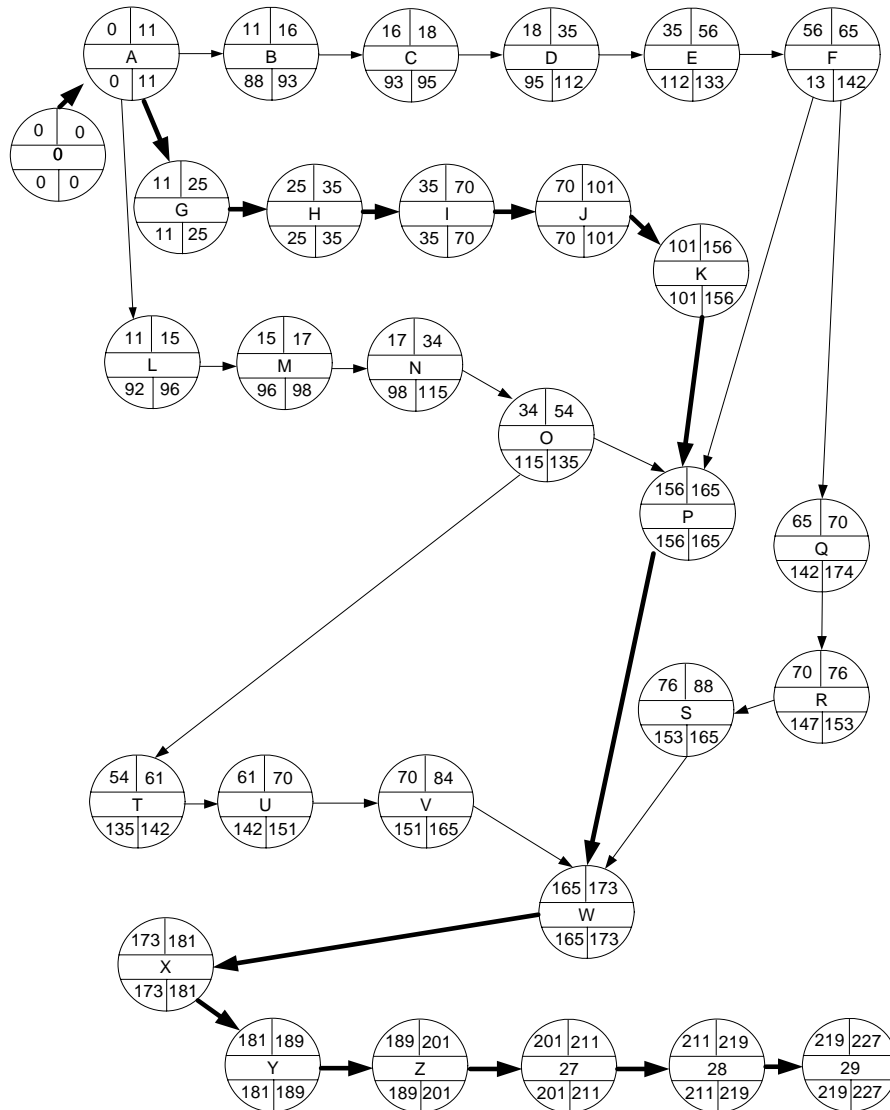 0 11 11 16 16 18 18 35 35 56 56 65
A B C D E F
0 11 88 93 93 95 95 112 112 133 13 142
0 0
0
0 0
11 25 25 35 35 70 70 101
G H I J
11 25 25 35 35 70 70 101
101 156
K
101 156
11 15 15 17 17 34
L M N
92 96 96 98 98 115
34 54
O
115 135
156 165
P
156 165
65 70
Q
142 174
76 88
S
153 165
70 76
R
147 153
54 61 61 70 70 84
T U V
135 142 142 151 151 165
165 173
W
165 173
173 181
X
173 181
181 189 189 201 201 211 211 219 219 227
Y Z 27 28 29
181 189 189 201 201 211 211 219 219 227